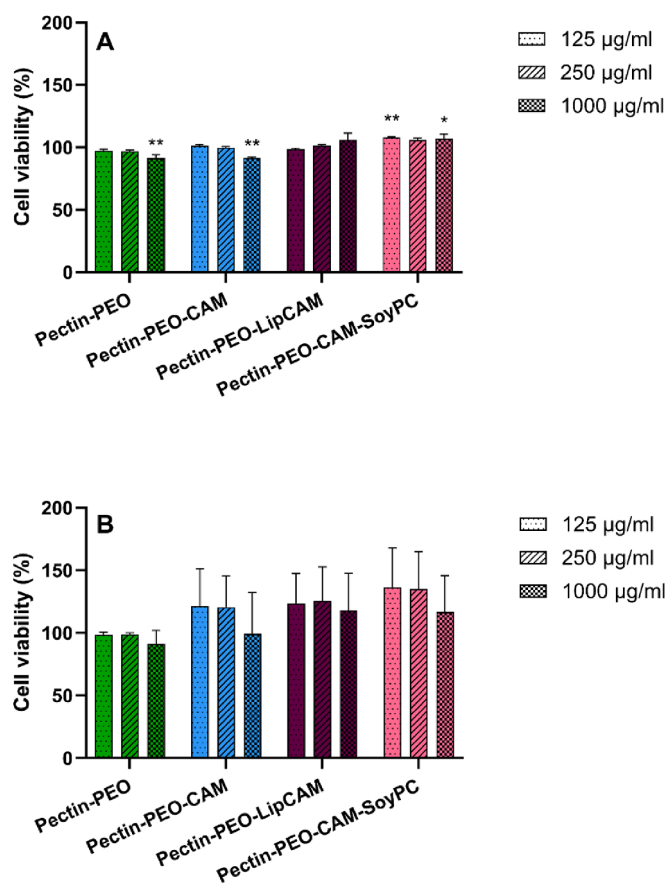 A
200
150
100
50
0
Cell viability (%)
**
**
**
*
Pectin-PEO
Pectin-PEO-CAM
Pectin-PEO-LipCAM
Pectin-PEO-CAM-SoyPC
125 µg/ml
250 µg/ml
1000 µg/ml
B
200
150
100
50
0
Cell viability (%)
Pectin-PEO
Pectin-PEO-CAM
Pectin-PEO-LipCAM
Pectin-PEO-CAM-SoyPC
125 µg/ml
250 µg/ml
1000 µg/ml